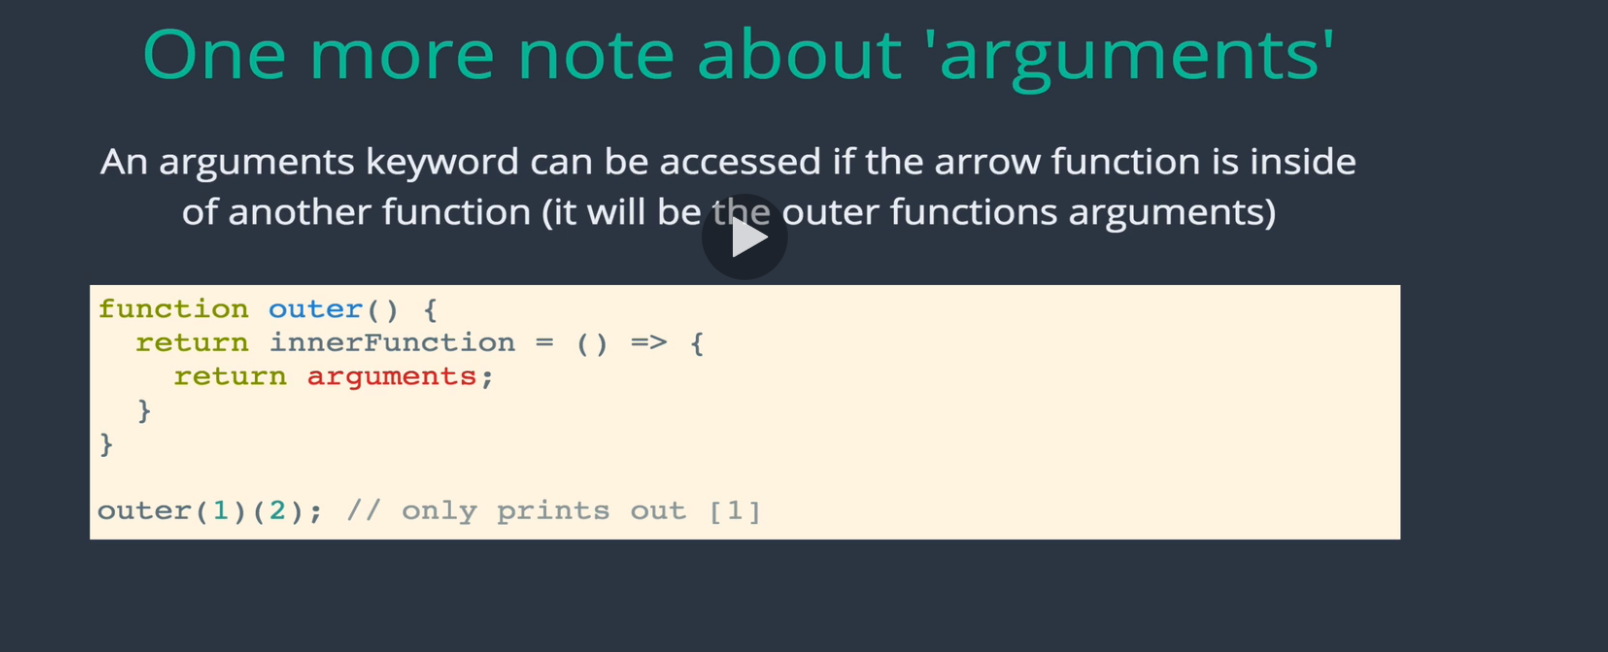 One more note about 'arguments'
An arguments keyword can be accessed if the arrow function is inside
of another function (it will be the outer functions arguments)
function outer() {
  return innerFunction = () => {
    return arguments;
  }
}
outer(1)(2); // only prints out [1]